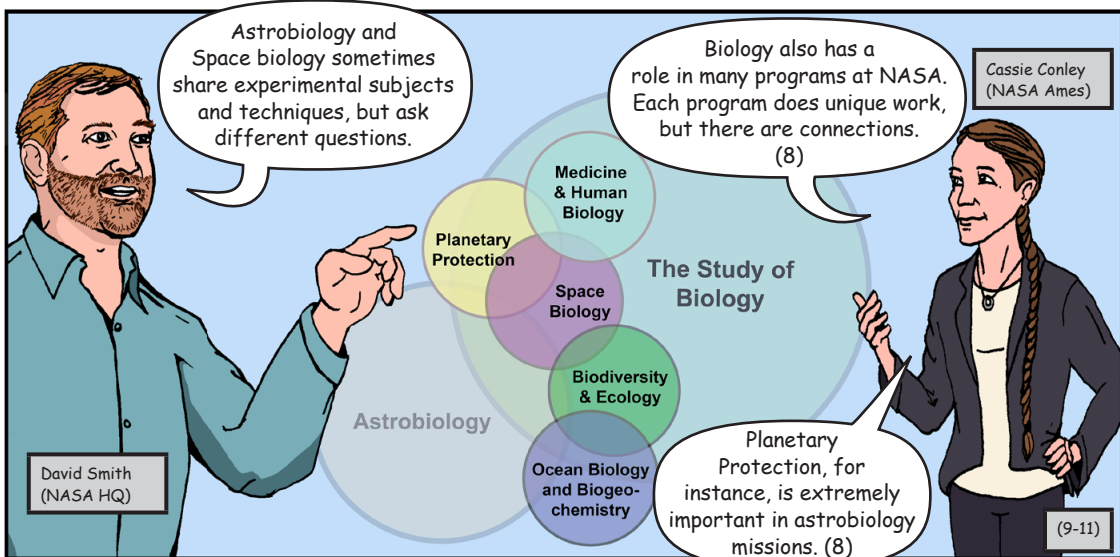 Astrobiology and
Space biology sometimes
share experimental subjects
and techniques, but ask
different questions.
Biology also has a
role in many programs at NASA.
Each program does unique work,
but there are connections.
(8)
Cassie Conley
(NASA Ames)
Medicine
& Human
Biology
Planetary
Protection
Space
Biology
The Study of
Biology
Biodiversity
& Ecology
Astrobiology
Ocean Biology
and Biogeo-
chemistry
David Smith
(NASA HQ)
Planetary
Protection, for
instance, is extremely
important in astrobiology
missions. (8)
(9-11)